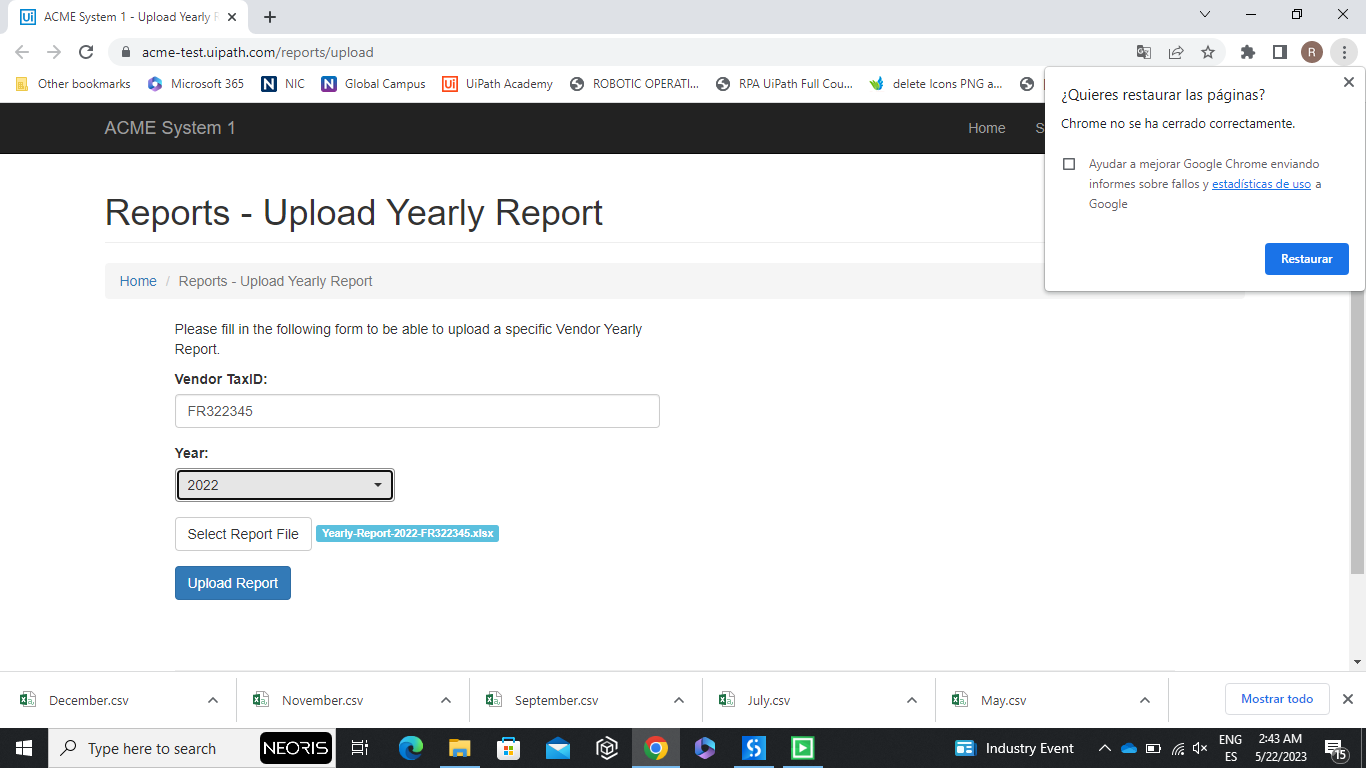 ACME System 1 - Upload Yearly R
acme-test.uipath.com/reports/upload
R
Other bookmarks
Microsoft 365
NIC
Global Campus
UiPath Academy
ROBOTIC OPERATI...
RPA UiPath Full Cou...
delete Icons PNG a...
¿Quieres restaurar las páginas?
Chrome no se ha cerrado correctamente.
Ayudar a mejorar Google Chrome enviando
informes sobre fallos y estadísticas de uso a
Google
Restaurar
ACME System 1
Home
S
Reports - Upload Yearly Report
Home / Reports - Upload Yearly Report
Please fill in the following form to be able to upload a specific Vendor Yearly
Report.
Vendor TaxID:
FR322345
Year:
2022
Select Report File
Yearly-Report-2022-FR322345.xlsx
Upload Report
December.csv
November.csv
September.csv
July.csv
May.csv
Mostrar todo
Type here to search
NEORIS
Industry Event
ENG
ES
2:43 AM
5/22/2023
15